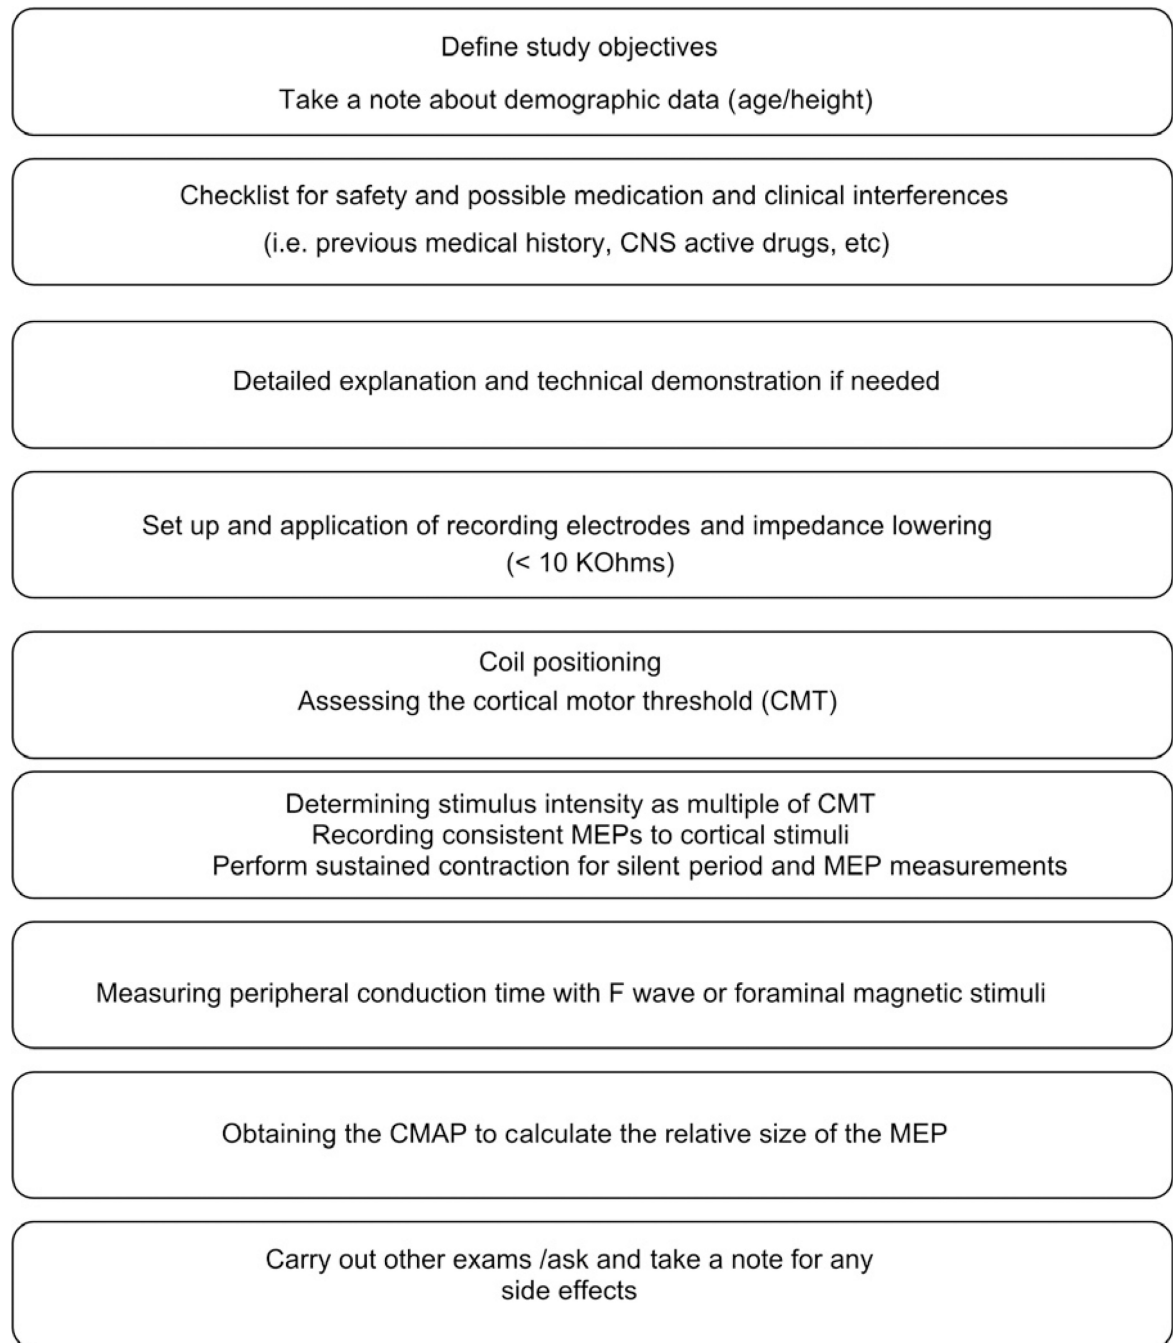 Define study objectives
Take a note about demographic data (age/height)
Checklist for safety and possible medication and clinical interferences
(i.e. previous medical history, CNS active drugs, etc)
Detailed explanation and technical demonstration if needed
Set up and application of recording electrodes and impedance lowering
(< 10 KOhms)
Coil positioning
Assessing the cortical motor threshold (CMT)
Determining stimulus intensity as multiple of CMT
Recording consistent MEPs to cortical stimuli
Perform sustained contraction for silent period and MEP measurements
Measuring peripheral conduction time with F wave or foraminal magnetic stimuli
Obtaining the CMAP to calculate the relative size of the MEP
Carry out other exams /ask and take a note for any
side effects